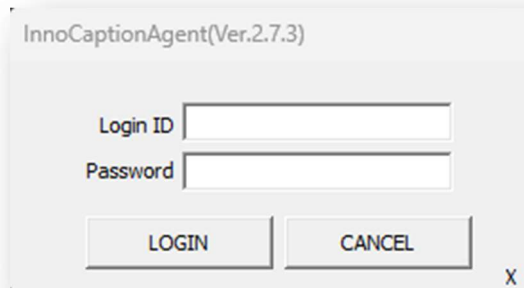 InnoCaptionAgent(Ver.2.7.3)
Login ID
Password
LOGIN CANCEL
X